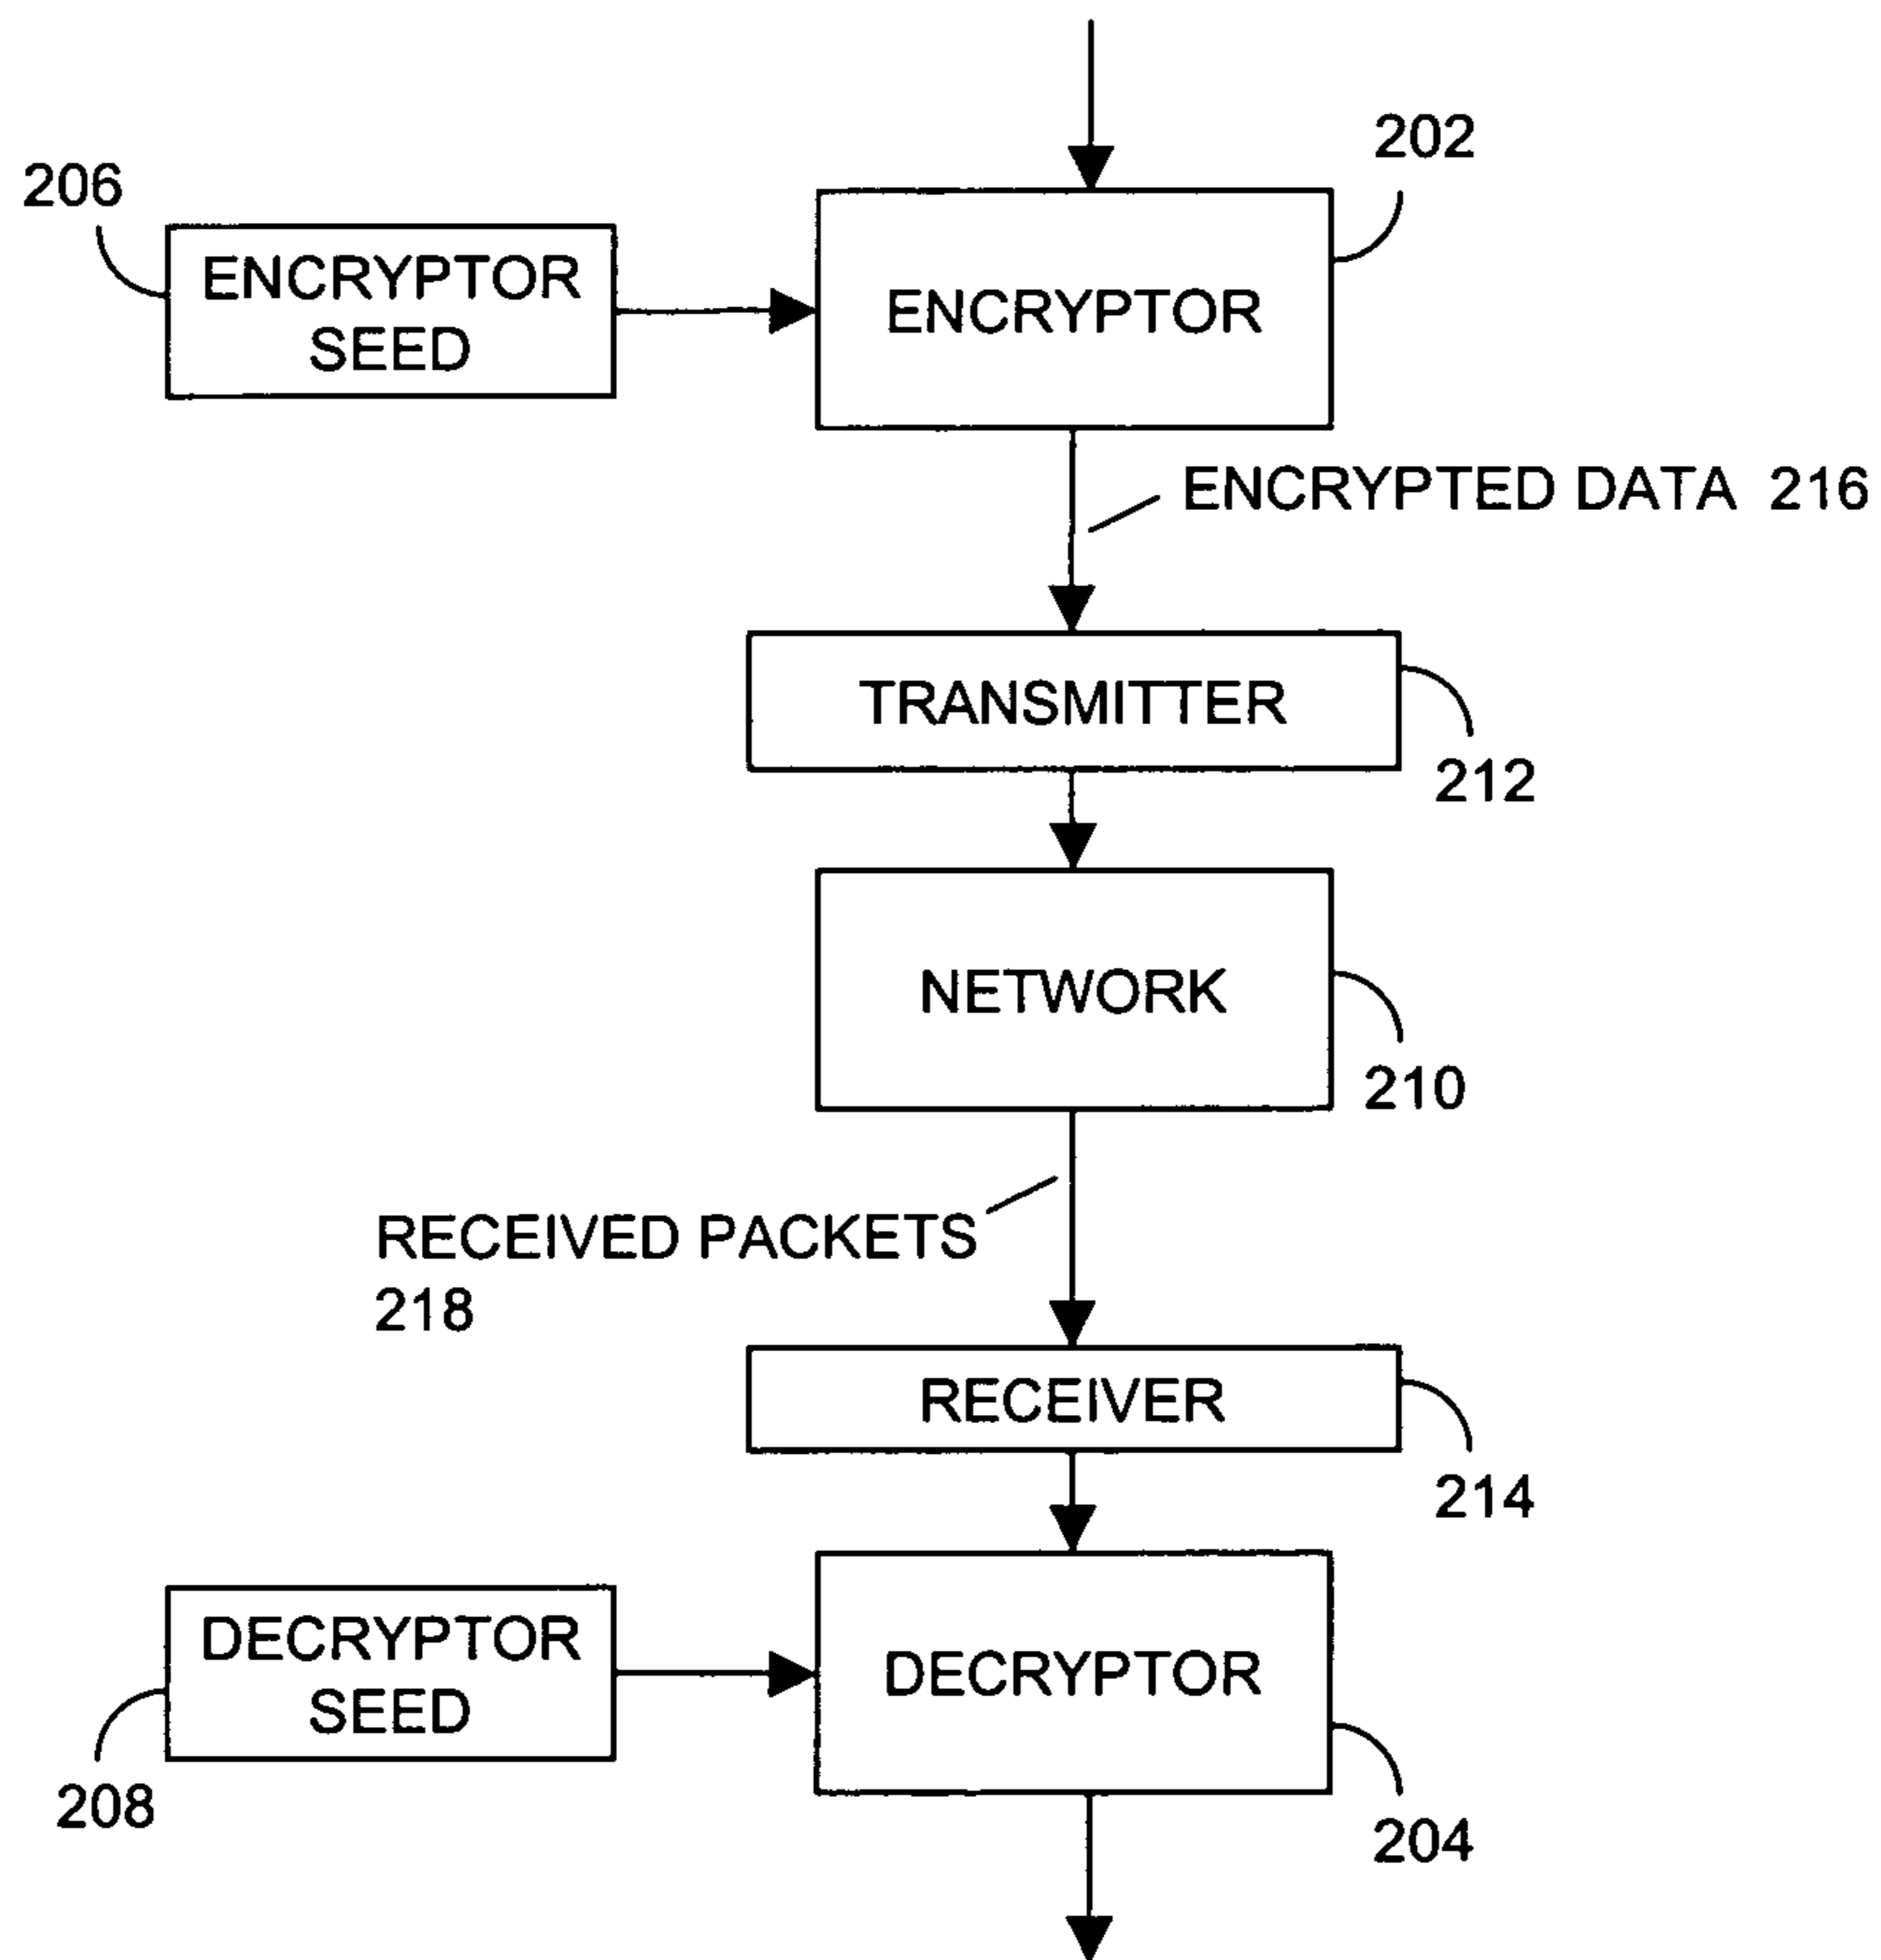 202
206
ENCRYPTOR
SEED
ENCRYPTOR
ENCRYPTED DATA 216
TRANSMITTER
212
NETWORK
210
RECEIVED PACKETS
218
RECEIVER
214
DECRYPTOR
SEED
DECRYPTOR
208
204